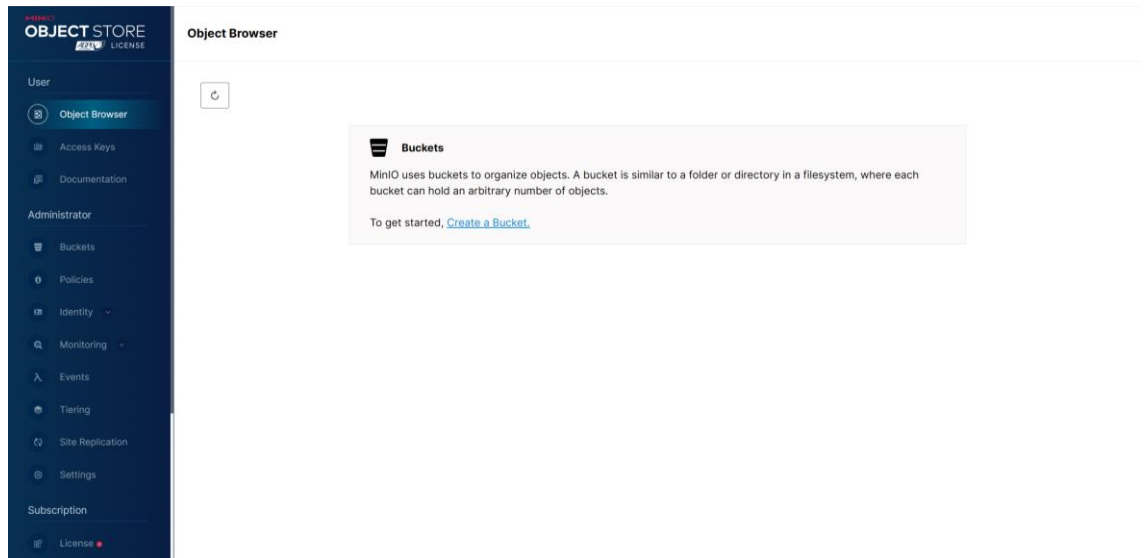 MINIO
OBJECT STORE
AGPL LICENSE
User
Object Browser
Access Keys
Documentation
Administrator
Buckets
Policies
Identity
Monitoring
Events
Tiering
Site Replication
Settings
Subscription
License
Object Browser
Buckets
MinIO uses buckets to organize objects. A bucket is similar to a folder or directory in a filesystem, where each
bucket can hold an arbitrary number of objects.
To get started, Create a Bucket.